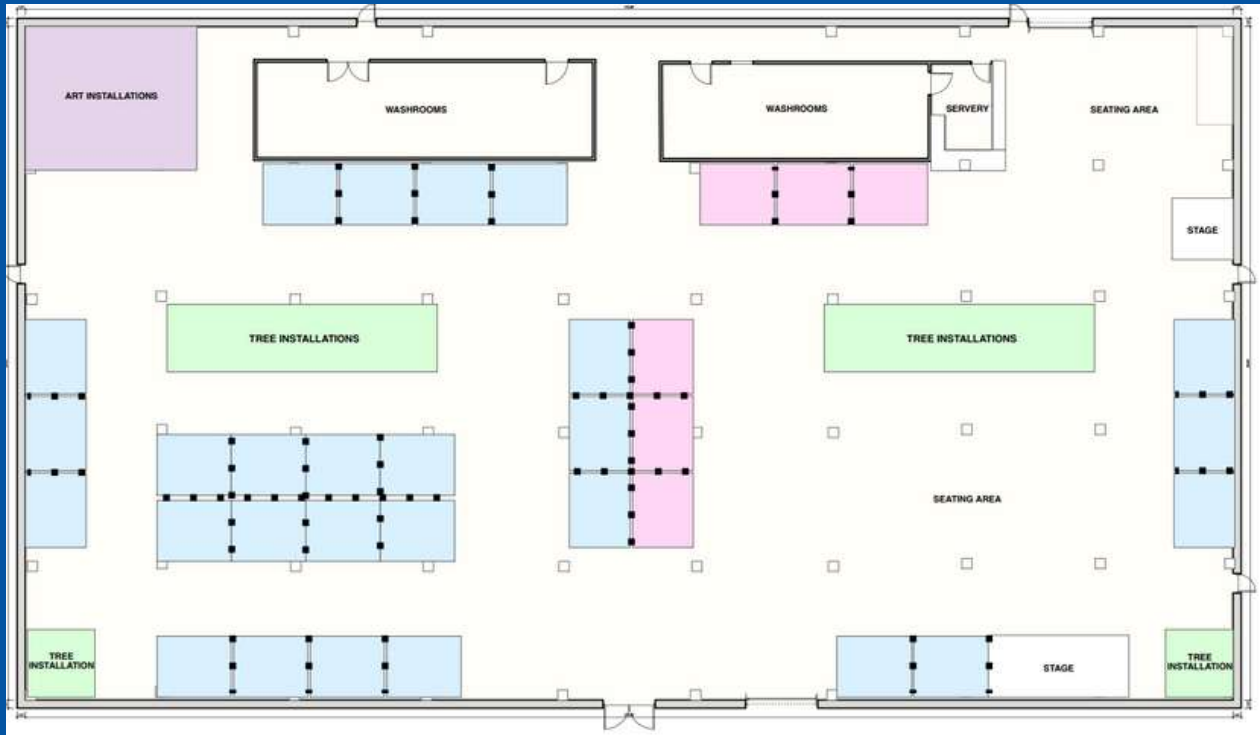 ART INSTALLATIONS
WASHROOMS
WASHROOMS
SERVERY
SEATING AREA
STAGE
TREE INSTALLATIONS
TREE INSTALLATIONS
SEATING AREA
TREE
INSTALLATION
STAGE
TREE
INSTALLATION